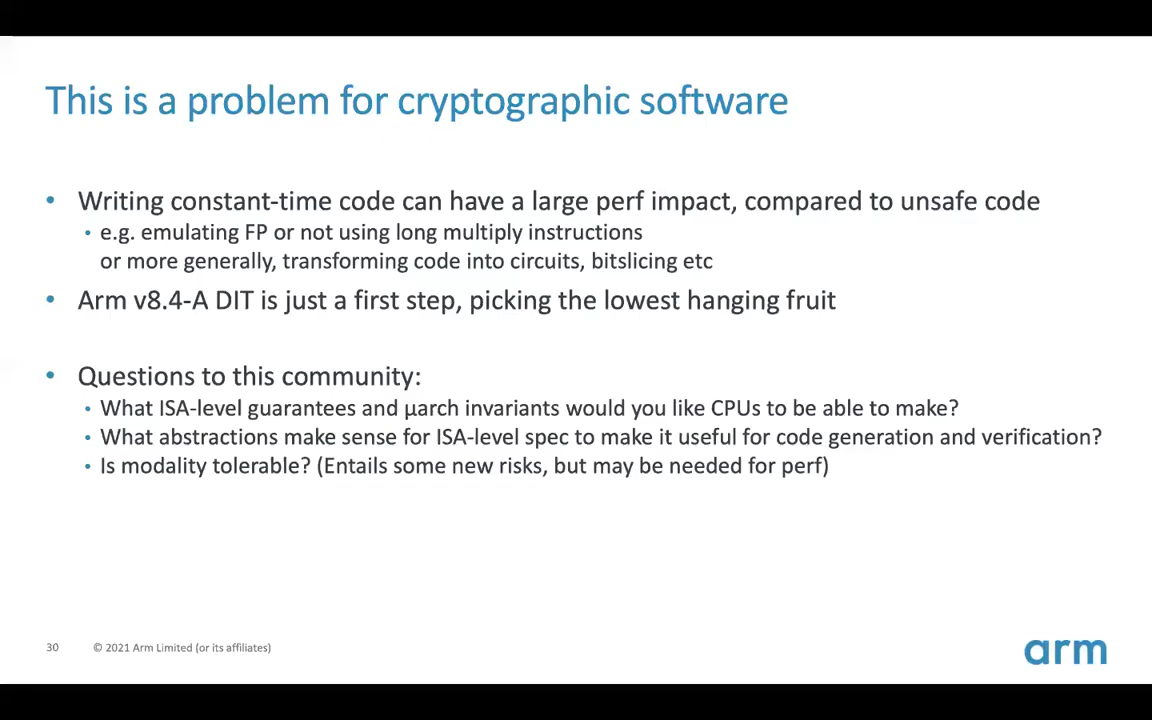 This is a problem for cryptographic software
• Writing constant-time code can have a large perf impact, compared to unsafe code
• e.g. emulating FP or not using long multiply instructions
or more generally, transforming code into circuits, bitslicing etc
• Arm v8.4-A DIT is just a first step, picking the lowest hanging fruit
• Questions to this community:
• What ISA-level guarantees and µarch invariants would you like CPUs to be able to make?
• What abstractions make sense for ISA-level spec to make it useful for code generation and verification?
• Is modality tolerable? (Entails some new risks, but may be needed for perf)
30 © 2021 Arm Limited (or its affiliates)
arm